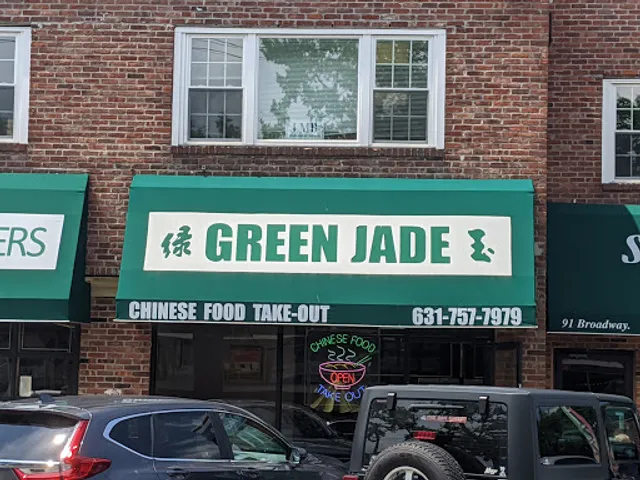 JMB
ERS
绿 GREEN JADE 玉
CHINESE FOOD TAKE-OUT 631-757-7979
S
91 Broadway.
CHINESE FOOD
OPEN
TAKE OUT